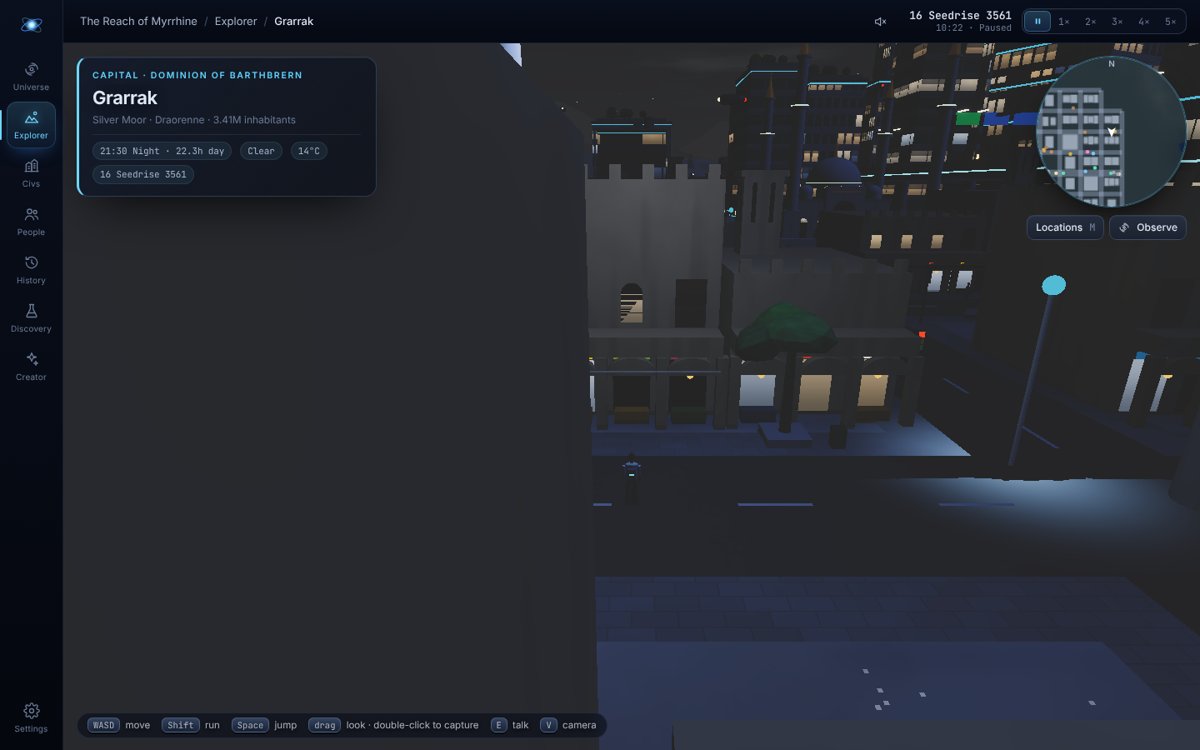 The Reach of Myrrhine / Explorer / Grarrak
16 Seedrise 3561
10:22 · Paused
1× 2× 3× 4× 5×
Universe
Explorer
Civs
People
History
Discovery
Creator
Settings
CAPITAL · DOMINION OF BARTHBRERN
Grarrak
Silver Moor · Draorenne · 3.41M inhabitants
21:30 Night · 22.3h day
Clear
14°C
16 Seedrise 3561
N
Locations M
Observe
WASD move Shift run Space jump drag look · double-click to capture E talk V camera